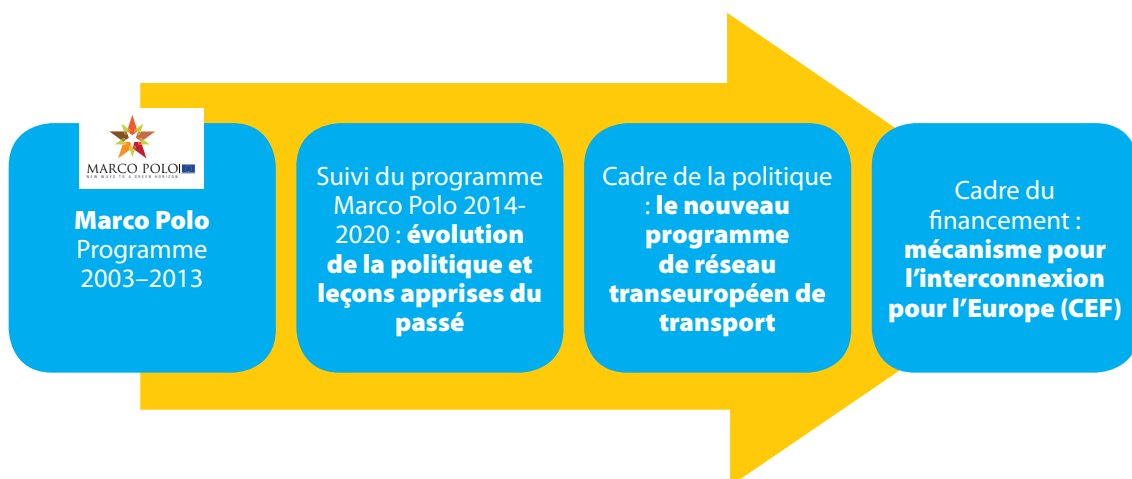 MARCO POLO
NEW WAYS TO A GREEN HORIZON
Marco Polo
Programme
2003–2013
Suivi du programme
Marco Polo 2014-
2020 : évolution
de la politique et
leçons apprises du
passé
Cadre de la politique
: le nouveau
programme
de réseau
transeuropéen de
transport
Cadre du
financement :
mécanisme pour
l’interconnexion
pour l’Europe (CEF)